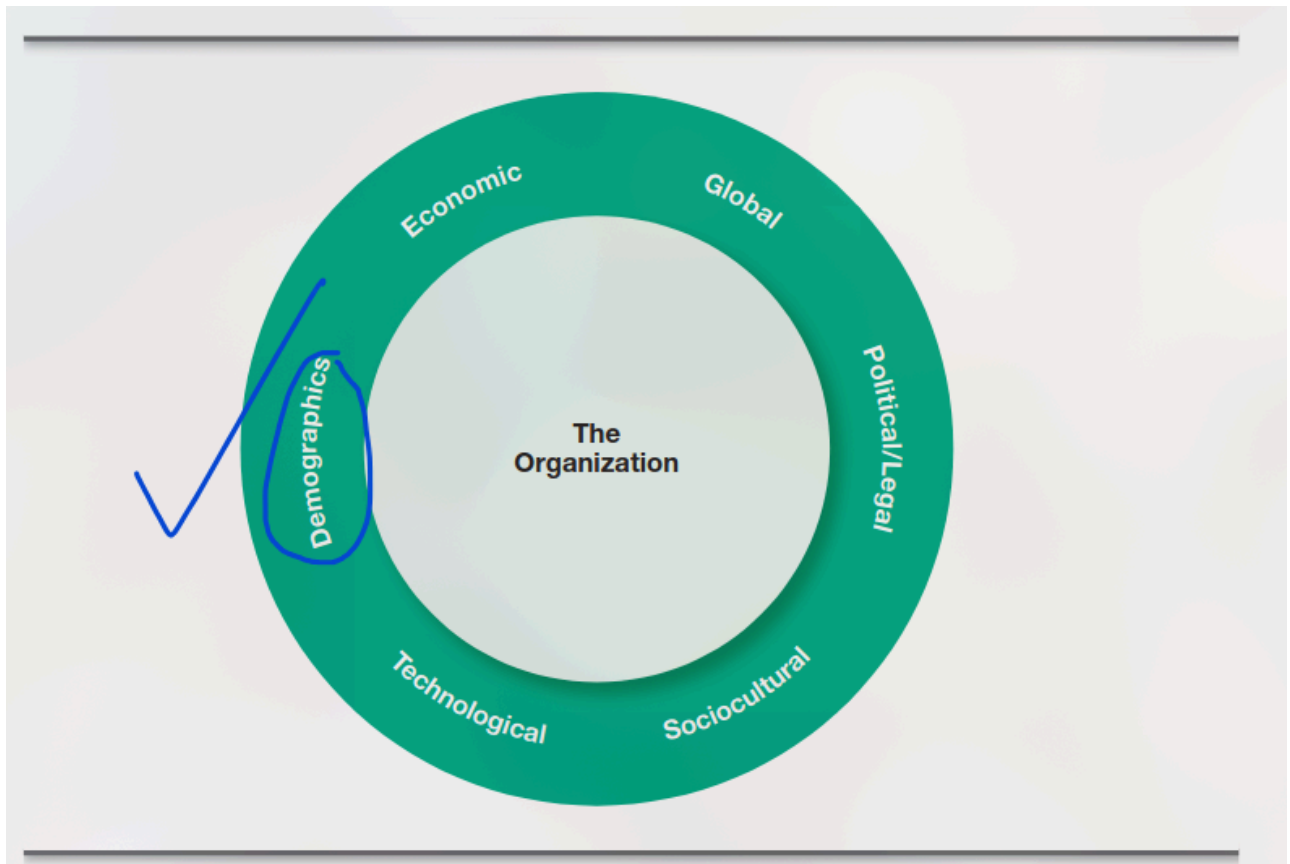 Economic
Global
Demographics
The
Organization
Political/Legal
Technological
Sociocultural